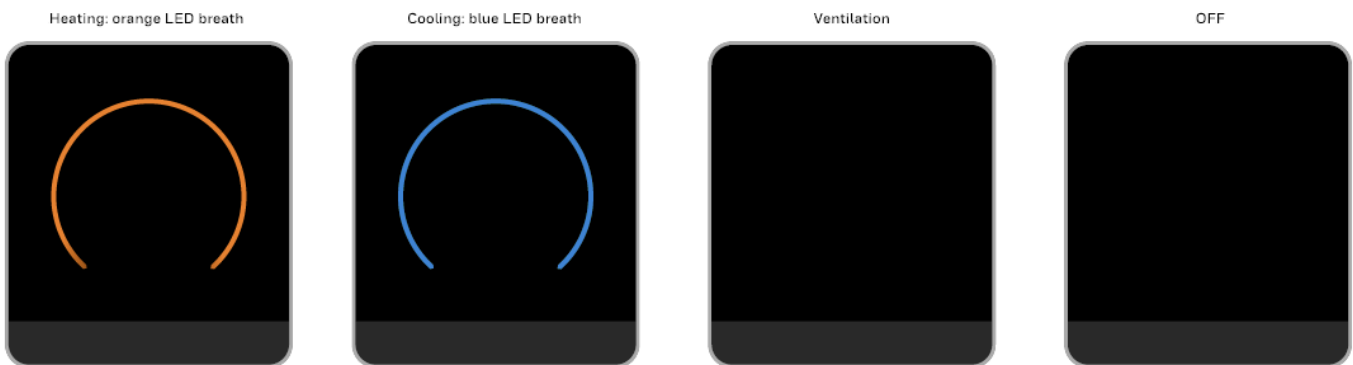 Heating: orange LED breath
Cooling: blue LED breath
Ventilation
OFF